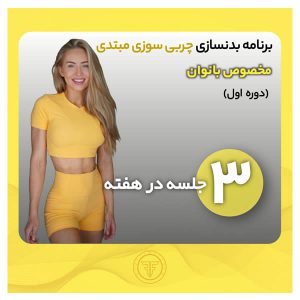 برنامه بدنسازی چربی سوزی مبتدی
مخصوص بانوان
(دوره اول)
۳ جلسه در هفته